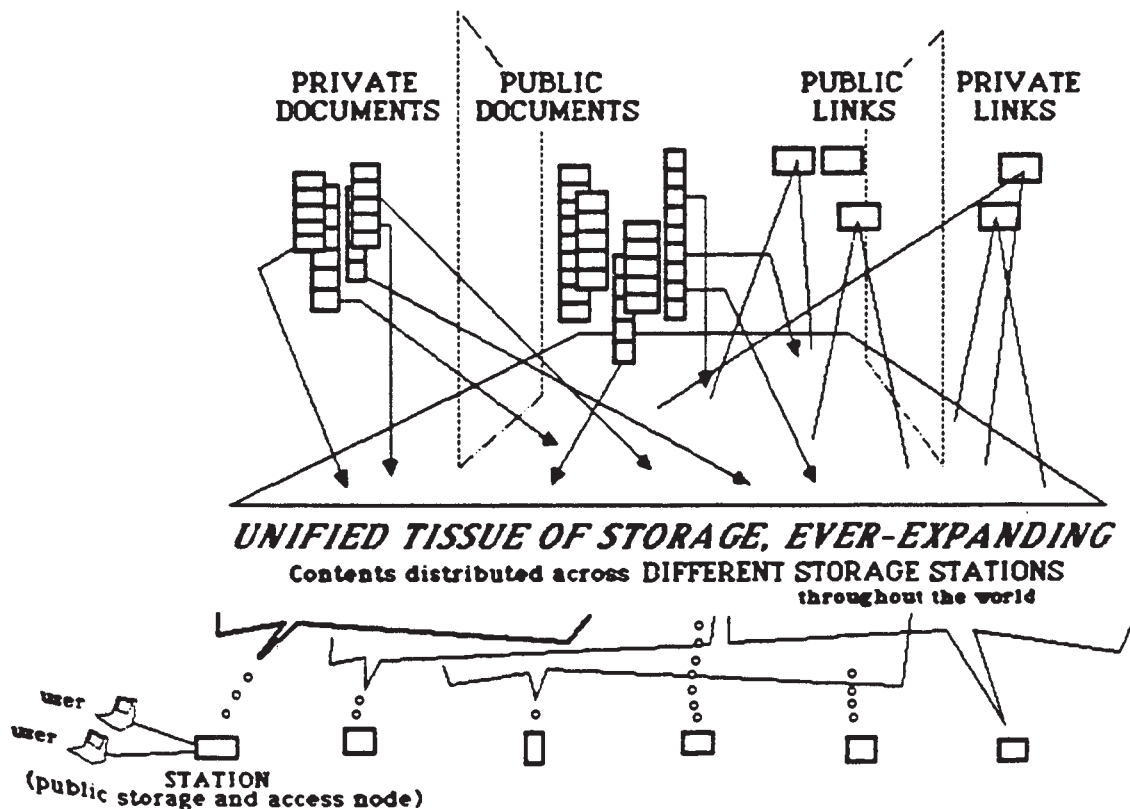 PRIVATE
DOCUMENTS
PUBLIC
DOCUMENTS
PUBLIC
LINKS
PRIVATE
LINKS
UNIFIED TISSUE OF STORAGE, EVER-EXPANDING
Contents distributed across DIFFERENT STORAGE STATIONS
throughout the world
user
user
STATION
(public storage and access node)